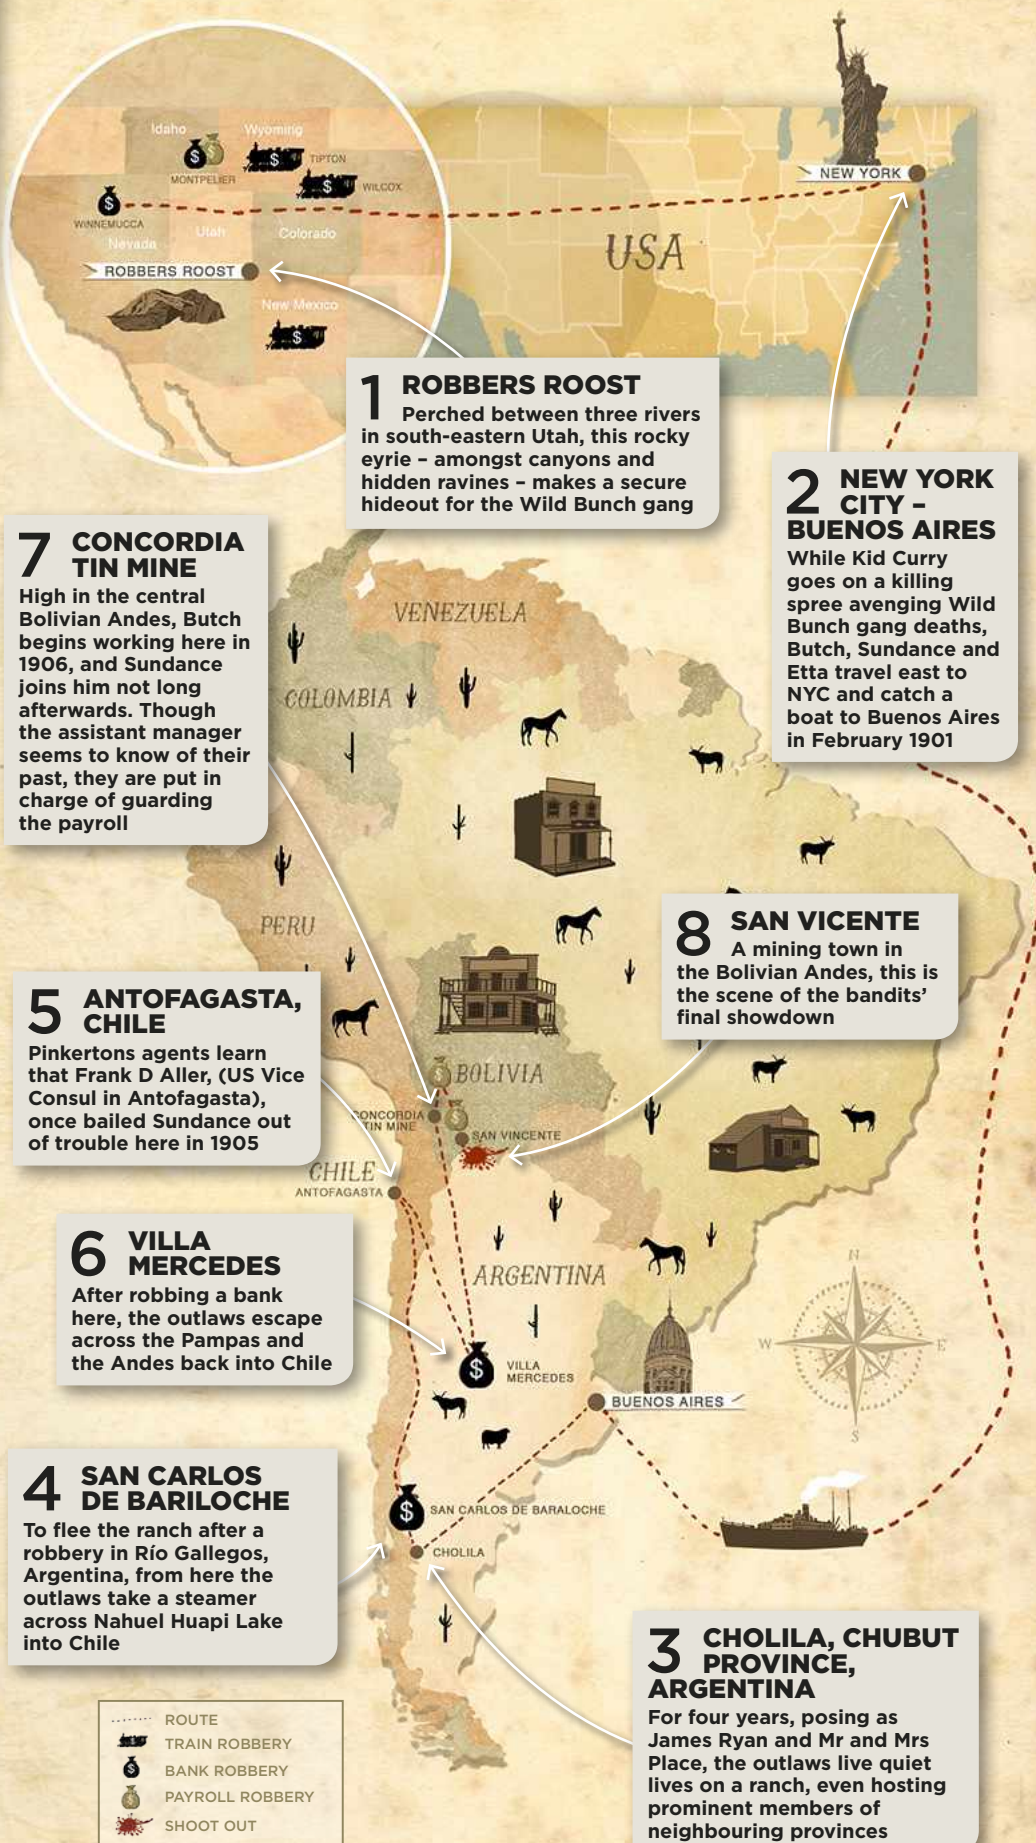 Idaho
Wyoming
$
$
$
TIPTON
MONTPELIER
$
WILCOX
$
WINNEMUCCA
Nevada
Utah
Colorado
ROBBERS ROOST
New Mexico
$
NEW YORK
USA
1 ROBBERS ROOST
Perched between three rivers
in south-eastern Utah, this rocky
eyrie – amongst canyons and
hidden ravines – makes a secure
hideout for the Wild Bunch gang
2 NEW YORK
CITY –
BUENOS AIRES
While Kid Curry
goes on a killing
spree avenging Wild
Bunch gang deaths,
Butch, Sundance and
Etta travel east to
NYC and catch a
boat to Buenos Aires
in February 1901
7 CONCORDIA
TIN MINE
High in the central
Bolivian Andes, Butch
begins working here in
1906, and Sundance
joins him not long
afterwards. Though
the assistant manager
seems to know of their
past, they are put in
charge of guarding
the payroll
VENEZUELA
COLOMBIA
PERU
8 SAN VICENTE
A mining town in
the Bolivian Andes, this is
the scene of the bandits'
final showdown
5 ANTOFAGASTA,
CHILE
Pinkertons agents learn
that Frank D Aller, (US Vice
Consul in Antofagasta),
once bailed Sundance out
of trouble here in 1905
$
BOLIVIA
CONCORDIA
TIN MINE
$
SAN VINCENTE
CHILE
ANTOFAGASTA
6 VILLA
MERCEDES
After robbing a bank
here, the outlaws escape
across the Pampas and
the Andes back into Chile
ARGENTINA
$
VILLA
MERCEDES
BUENOS AIRES
N
W
E
S
4 SAN CARLOS
DE BARILOCHE
To flee the ranch after a
robbery in Río Gallegos,
Argentina, from here the
outlaws take a steamer
across Nahuel Huapi Lake
into Chile
$
SAN CARLOS DE BARALOCHE
CHOLILA
3 CHOLILA, CHUBUT
PROVINCE,
ARGENTINA
For four years, posing as
James Ryan and Mr and Mrs
Place, the outlaws live quiet
lives on a ranch, even hosting
prominent members of
neighbouring provinces
ROUTE
TRAIN ROBBERY
$ BANK ROBBERY
$ PAYROLL ROBBERY
SHOOT OUT